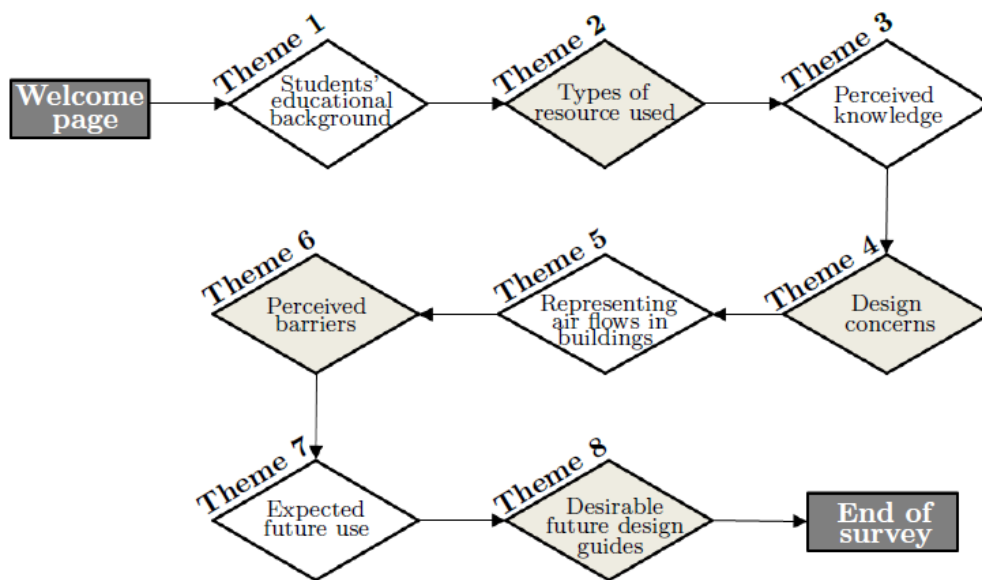 Welcome
page
Theme 1
Students'
educational
background
Theme 2
Types of
resource used
Theme 3
Perceived
knowledge
Theme 4
Design
concerns
Theme 5
Representing
air flows in
buildings
Theme 6
Perceived
barriers
Theme 7
Expected
future use
Theme 8
Desirable
future design
guides
End of
survey